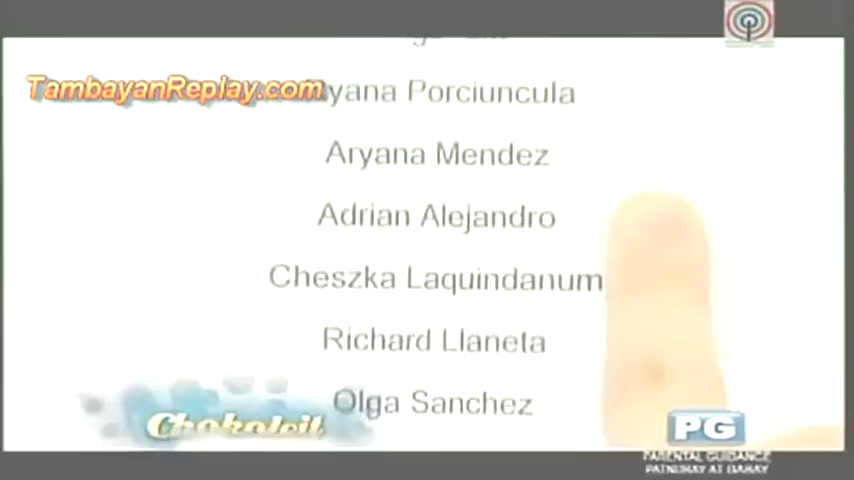 TambayanReplay.com
yana Porciuncula
Aryana Mendez
Adrian Alejandro
Cheszka Laquindanum
Richard Llaneta
Olga Sanchez
Chokoleit
PG
PARENTAL GUIDANCE
PATNUBAY AT GABAY